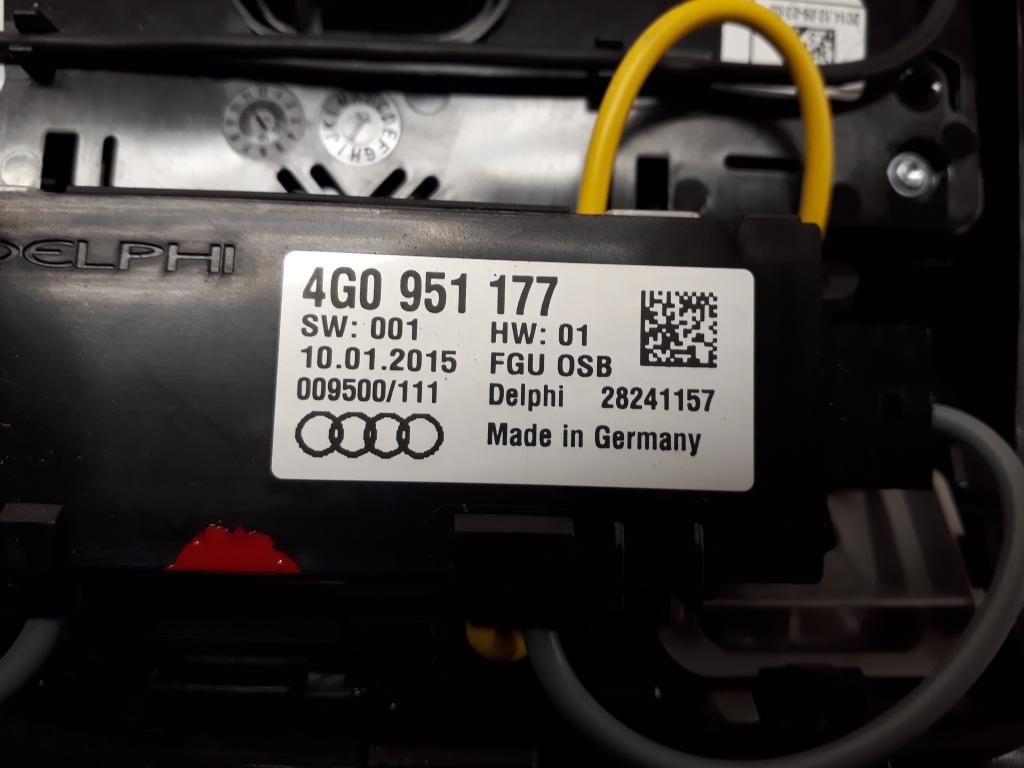 DELPHI
4G0 951 177
SW: 001 HW: 01
10.01.2015 FGU OSB
009500/111 Delphi 28241157
Made in Germany